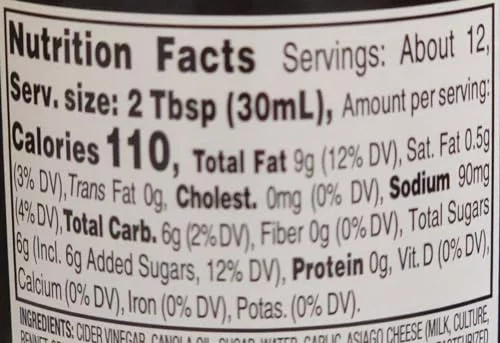 Nutrition Facts Servings: About 12,
Serv. size: 2 Tbsp (30mL), Amount per serving:
Calories 110, Total Fat 9g (12% DV), Sat. Fat 0.5g
(3% DV), Trans Fat 0g, Cholest. 0mg (0% DV), Sodium 90mg
(4% DV), Total Carb. 6g (2% DV), Fiber 0g (0% DV), Total Sugars
6g (Incl. 6g Added Sugars, 12% DV), Protein 0g, Vit. D (0% DV),
Calcium (0% DV), Iron (0% DV), Potas. (0% DV).
INGREDIENTS: CIDER VINEGAR, CANOLA OIL, SUGAR, WATER, GARLIC, ASIAGO CHEESE (MILK, CULTURE,